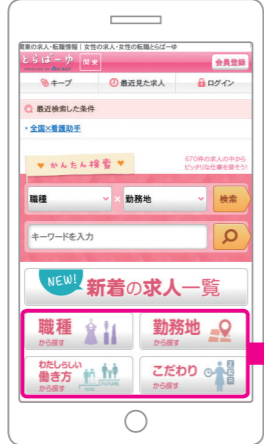 関東の求人・転職情報｜女性の求人・女性の転職とらばーゆ
とらばーゆ 関東 会員登録
キープ 最近見た求人 ログイン
最近検索した条件
・全国×看護助手
かんたん検索 670件の求人の中から
ピッタリな仕事を探そう!
職種 × 勤務地 検索
キーワードを入力
NEW! 新着の求人一覧
職種 勤務地
から探す から探す
わたしらしい こだわり
働き方 から探す
から探す